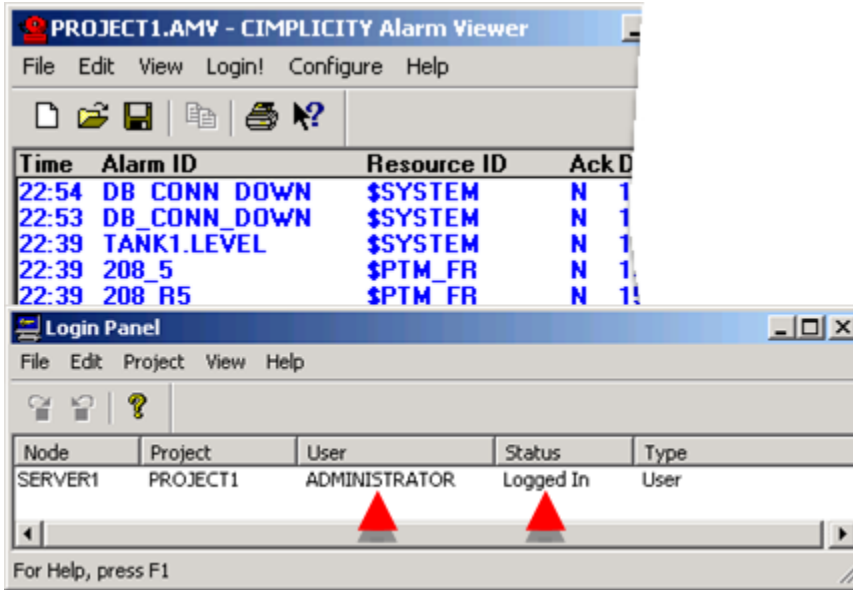 PROJECT1.AMV - CIMPLICITY Alarm Viewer
File Edit View Login! Configure Help
Time Alarm ID Resource ID Ack
22:54 DB_CONN_DOWN $SYSTEM N
22:53 DB_CONN_DOWN $SYSTEM N
22:39 TANK1.LEVEL $SYSTEM N
22:39 208_5 $PTM_FR N
22:39 208_R5 $PTM_FR N
Login Panel
File Edit Project View Help
Node Project User Status Type
SERVER1 PROJECT1 ADMINISTRATOR Logged In User
For Help, press F1